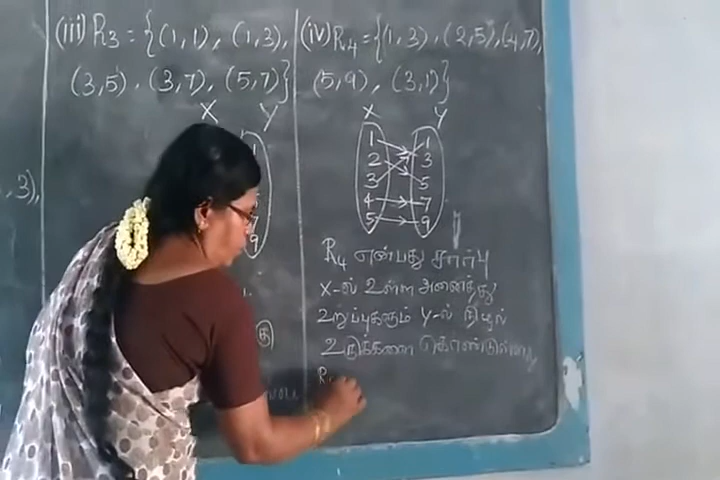 (iii) R3 = {(1,1), (1,3),
(3,5), (3,7), (5,7)}
X Y
7
9
, 3),
(iv) R4 = {(1,3), (2,5), (4,7),
(5,9), (3,1)}
X Y
1 1
2 3
3 5
4 7
5 9
R4 என்பது சார்பு
X-ல் உள்ள அனைத்து
உறுப்புகளும் Y-ல் நிழல்
உருக்களை கொண்டுள்ளது
R